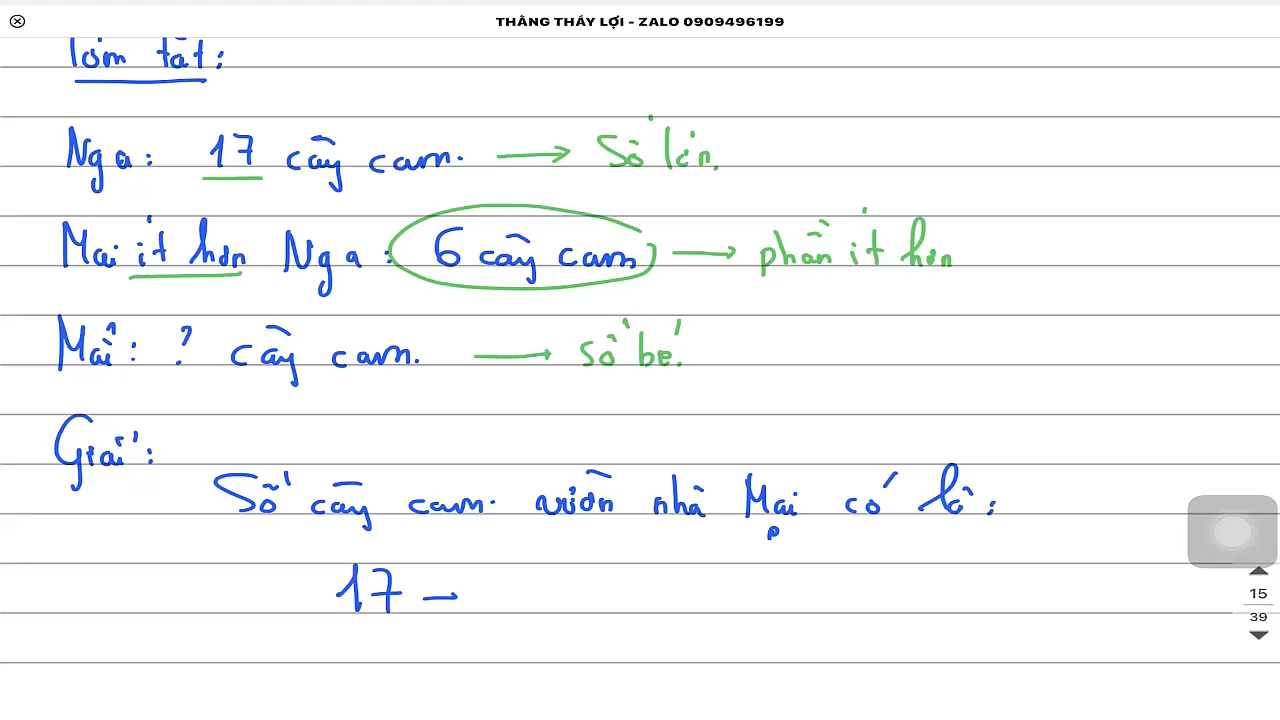 THẦNG THẦY LỢI - ZALO 0909496199
Tóm tắt:
Nga: 17 cây cam. → Số lớn.
Mai ít hơn Nga: 6 cây cam → phần ít hơn
Mai: ? cây cam. → số bé.
Giải:
Số cây cam vườn nhà Mai có là:
17 -
15
39